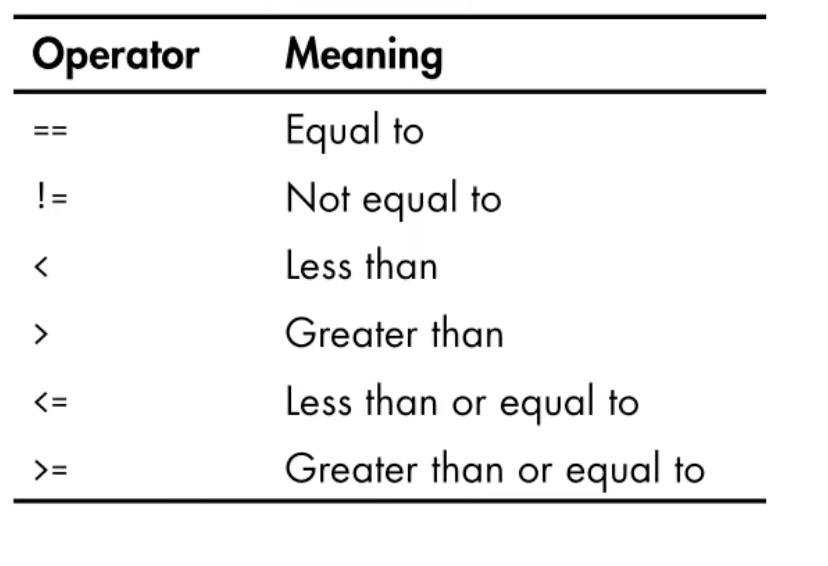 Operator Meaning
== Equal to
!= Not equal to
< Less than
> Greater than
<= Less than or equal to
>= Greater than or equal to